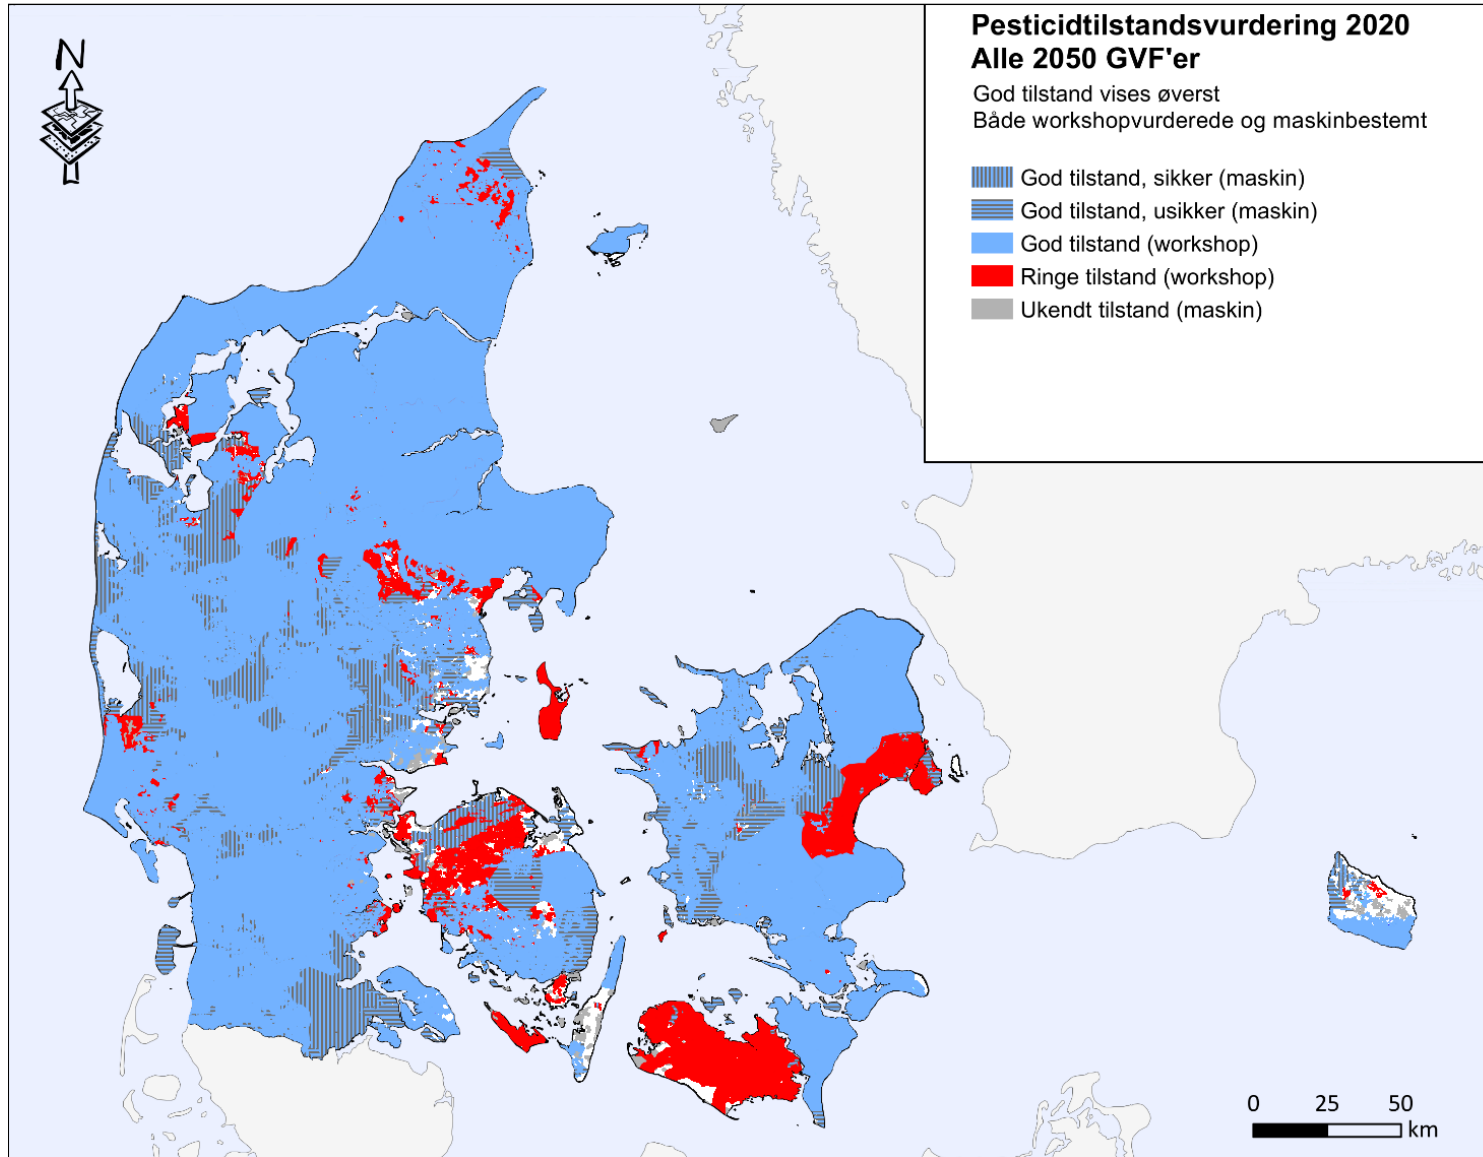 N
Pesticidtilstandsvurdering 2020
Alle 2050 GVF'er
God tilstand vises øverst
Både workshopvurderede og maskinbestemt
God tilstand, sikker (maskin)
God tilstand, usikker (maskin)
God tilstand (workshop)
Ringe tilstand (workshop)
Ukendt tilstand (maskin)
0 25 50
km